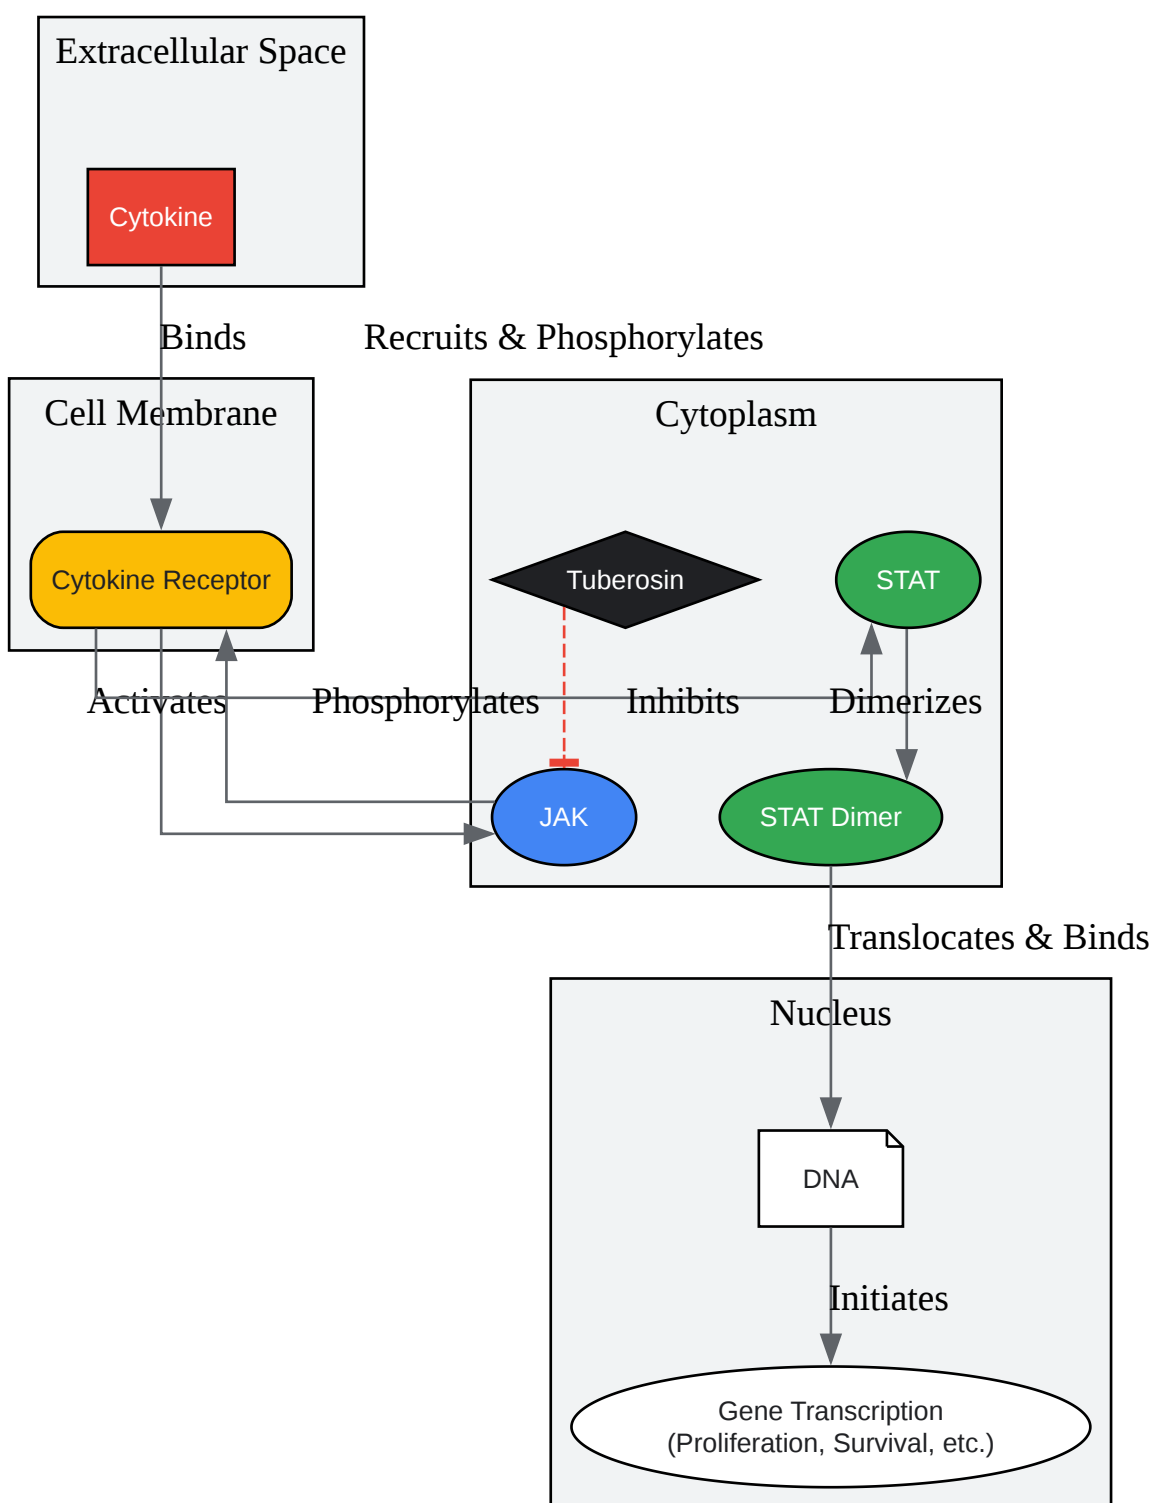 Extracellular Space
Cytokine
Binds
Recruits & Phosphorylates
Cell Membrane
Cytoplasm
Cytokine Receptor
Tuberosin
STAT
Activates
Phosphorylates
Inhibits
Dimerizes
JAK
STAT Dimer
Translocates & Binds
Nucleus
DNA
Initiates
Gene Transcription
(Proliferation, Survival, etc.)